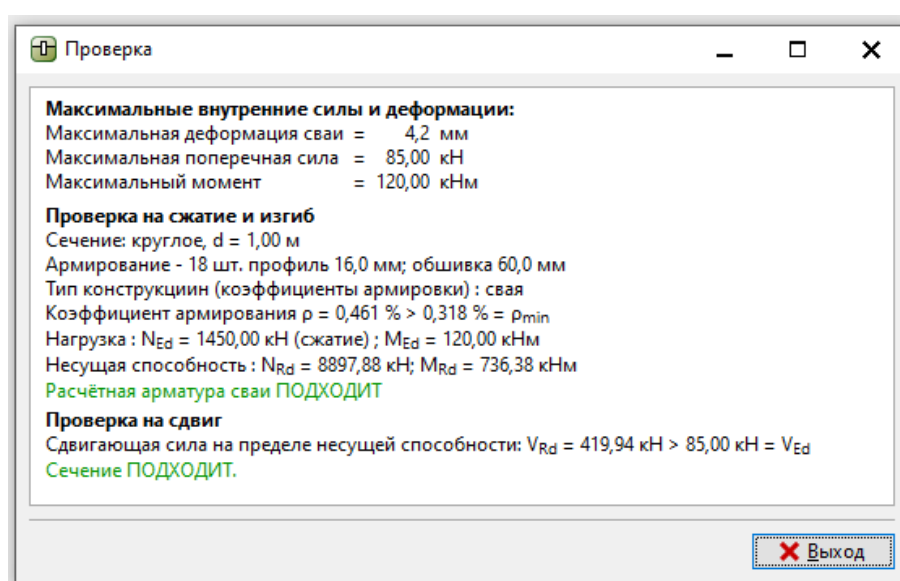 Проверка
Максимальные внутренние силы и деформации:
Максимальная деформация сваи = 4,2 мм
Максимальная поперечная сила = 85,00 кН
Максимальный момент = 120,00 кНм
Проверка на сжатие и изгиб
Сечение: круглое, d = 1,00 м
Армирование - 18 шт. профиль 16,0 мм; обшивка 60,0 мм
Тип конструкциин (коэффициенты армировки) : свая
Коэффициент армирования ρ = 0,461 % > 0,318 % = ρmin
Нагрузка : NEd = 1450,00 кН (сжатие) ; MEd = 120,00 кНм
Несущая способность : NRd = 8897,88 кН; MRd = 736,38 кНм
Расчётная арматура сваи ПОДХОДИТ
Проверка на сдвиг
Сдвигающая сила на пределе несущей способности: VRd = 419,94 кН > 85,00 кН = VEd
Сечение ПОДХОДИТ.
Выход